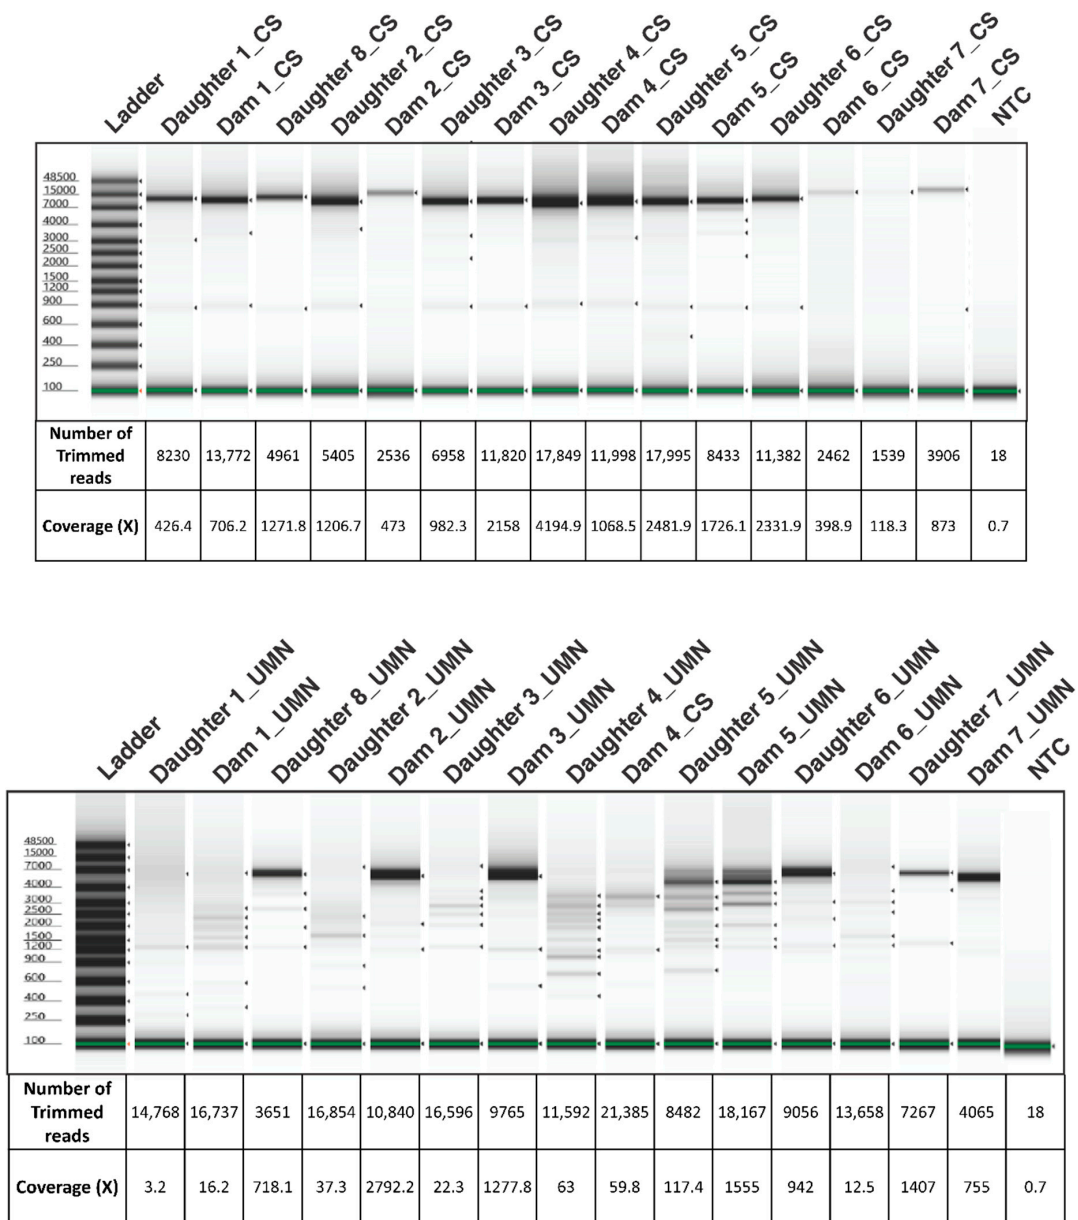 Ladder
Daughter 1_CS
Dam 1_CS
Daughter 8_CS
Daughter 2_CS
Dam 2_CS
Daughter 3_CS
Dam 3_CS
Daughter 4_CS
Dam 4_CS
Daughter 5_CS
Dam 5_CS
Daughter 6_CS
Dam 6_CS
Daughter 7_CS
Dam 7_CS
NTC
48500
15000
7000
4000
3000
2500
2000
1500
1200
900
600
400
250
100
Number of
Trimmed
reads
8230 13,772 4961 5405 2536 6958 11,820 17,849 11,998 17,995 8433 11,382 2462 1539 3906 18
Coverage (X) 426.4 706.2 1271.8 1206.7 473 982.3 2158 4194.9 1068.5 2481.9 1726.1 2331.9 398.9 118.3 873 0.7
Ladder
Daughter 1_UMN
Dam 1_UMN
Daughter 8_UMN
Daughter 2_UMN
Dam 2_UMN
Daughter 3_UMN
Dam 3_UMN
Daughter 4_UMN
Dam 4_CS
Daughter 5_UMN
Dam 5_UMN
Daughter 6_UMN
Dam 6_UMN
Daughter 7_UMN
Dam 7_UMN
NTC
48500
15000
7000
4000
3000
2500
2000
1500
1200
900
600
400
250
100
Number of
Trimmed
reads
14,768 16,737 3651 16,854 10,840 16,596 9765 11,592 21,385 8482 18,167 9056 13,658 7267 4065 18
Coverage (X) 3.2 16.2 718.1 37.3 2792.2 22.3 1277.8 63 59.8 117.4 1555 942 12.5 1407 755 0.7